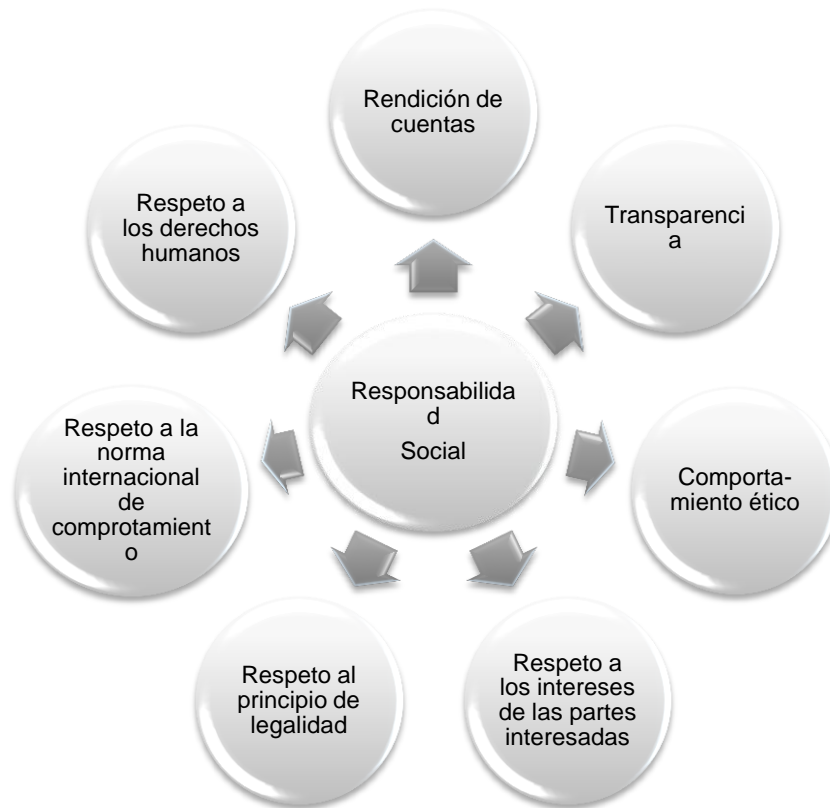 Rendición de
cuentas
Transparenci
a
Comporta-
miento ético
Respeto a
los intereses
de las partes
interesadas
Respeto al
principio de
legalidad
Respeto a la
norma
internacional
de
comprotamient
o
Respeto a
los derechos
humanos
Responsabilida
d
Social